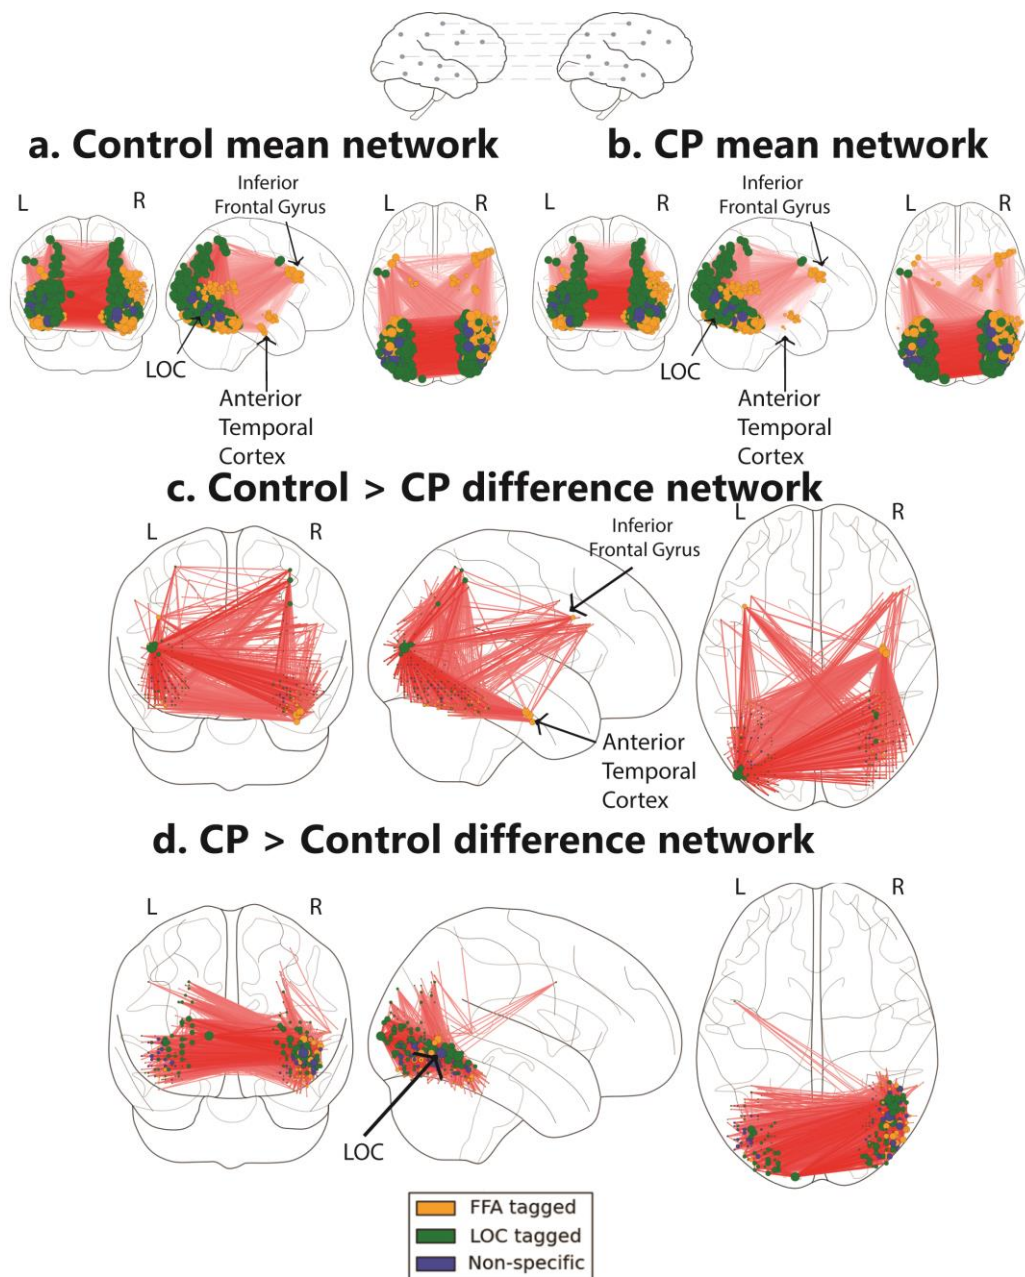 a. Control mean network
b. CP mean network
L
R
Inferior
Frontal Gyrus
L
R
LOC
Anterior
Temporal
Cortex
L
R
Inferior
Frontal Gyrus
L
R
LOC
Anterior
Temporal
Cortex
c. Control > CP difference network
L
R
Inferior
Frontal Gyrus
L
R
Anterior
Temporal
Cortex
d. CP > Control difference network
L
R
L
R
LOC
FFA tagged
LOC tagged
Non-specific